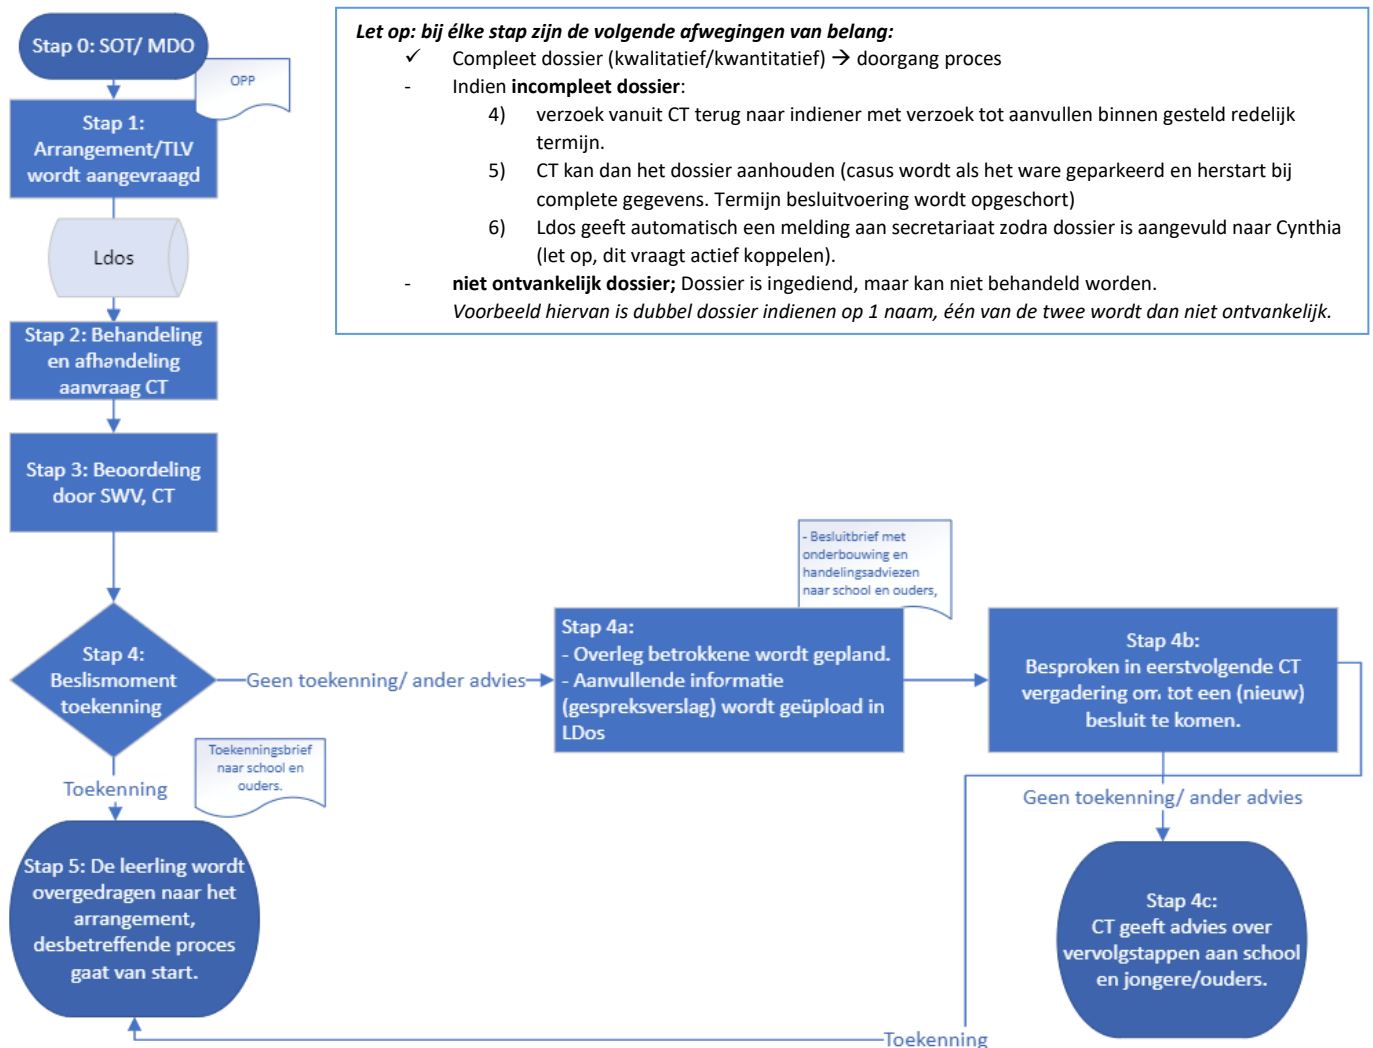 Stap 0: SOT/ MDO
OPP
Stap 1:
Arrangement/TLV
wordt aangevraagd
Ldos
Stap 2: Behandeling
en afhandeling
aanvraag CT
Stap 3: Beoordeling
door SWV, CT
Stap 4:
Beslismoment
toekenning
Toekenning
Toekenningsbrief
naar school en
ouders.
Stap 5: De leerling wordt
overgedragen naar het
arrangement,
desbetreffende proces
gaat van start.
Let op: bij élke stap zijn de volgende afwegingen van belang:
✓ Compleet dossier (kwalitatief/kwantitatief) → doorgang proces
- Indien incompleet dossier:
4) verzoek vanuit CT terug naar indiener met verzoek tot aanvullen binnen gesteld redelijk
termijn.
5) CT kan dan het dossier aanhouden (casus wordt als het ware geparkeerd en herstart bij
complete gegevens. Termijn besluitvoering wordt opgeschort)
6) Ldos geeft automatisch een melding aan secretariaat zodra dossier is aangevuld naar Cynthia
(let op, dit vraagt actief koppelen).
- niet ontvankelijk dossier; Dossier is ingediend, maar kan niet behandeld worden.
Voorbeeld hiervan is dubbel dossier indienen op 1 naam, één van de twee wordt dan niet ontvankelijk.
Geen toekenning/ ander advies
- Besluitbrief met
onderbouwing en
handelingsadviezen
naar school en ouders,
Stap 4a:
- Overleg betrokkene wordt gepland.
- Aanvullende informatie
(gespreksverslag) wordt geüpload in
LDos
Stap 4b:
Besproken in eerstvolgende CT
vergadering om tot een (nieuw)
besluit te komen.
Geen toekenning/ ander advies
Stap 4c:
CT geeft advies over
vervolgstappen aan school
en jongere/ouders.
Toekenning